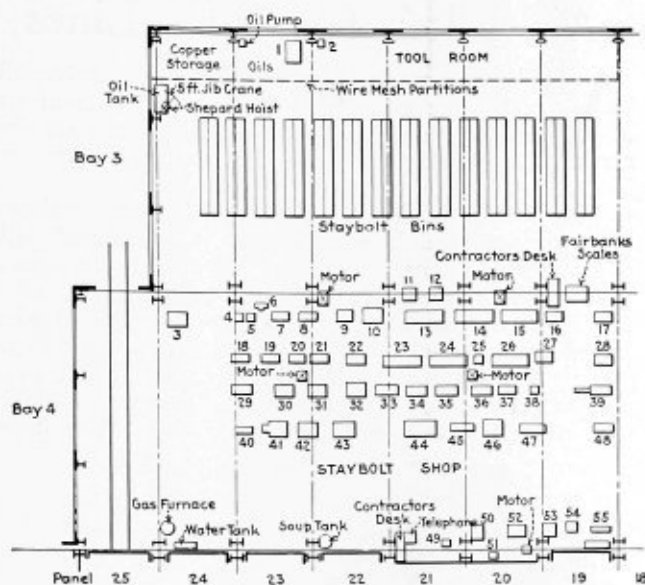 Oil Pump
Copper Storage
Oils
1
2
TOOL ROOM
Oil Tank
5 ft. Jib Crane
Shepard Hoist
Wire Mesh Partitions
Bay 3
Staybolt Bins
Contractors Desk
Fairbanks Scales
Motor
Motor
3
4
5
6
7
8
9
10
11
12
13
14
15
16
17
18
19
20
21
22
23
24
25
26
27
28
Motor
Motor
29
30
31
32
33
34
35
36
37
38
39
Bay 4
40
41
42
43
44
45
46
47
48
STAYBOLT SHOP
Gas Furnace
Water Tank
Soup Tank
Contractors Desk
Telephone
49
50
51
52
Motor
53
54
55
Panel 25 24 23 22 21 20 19 18